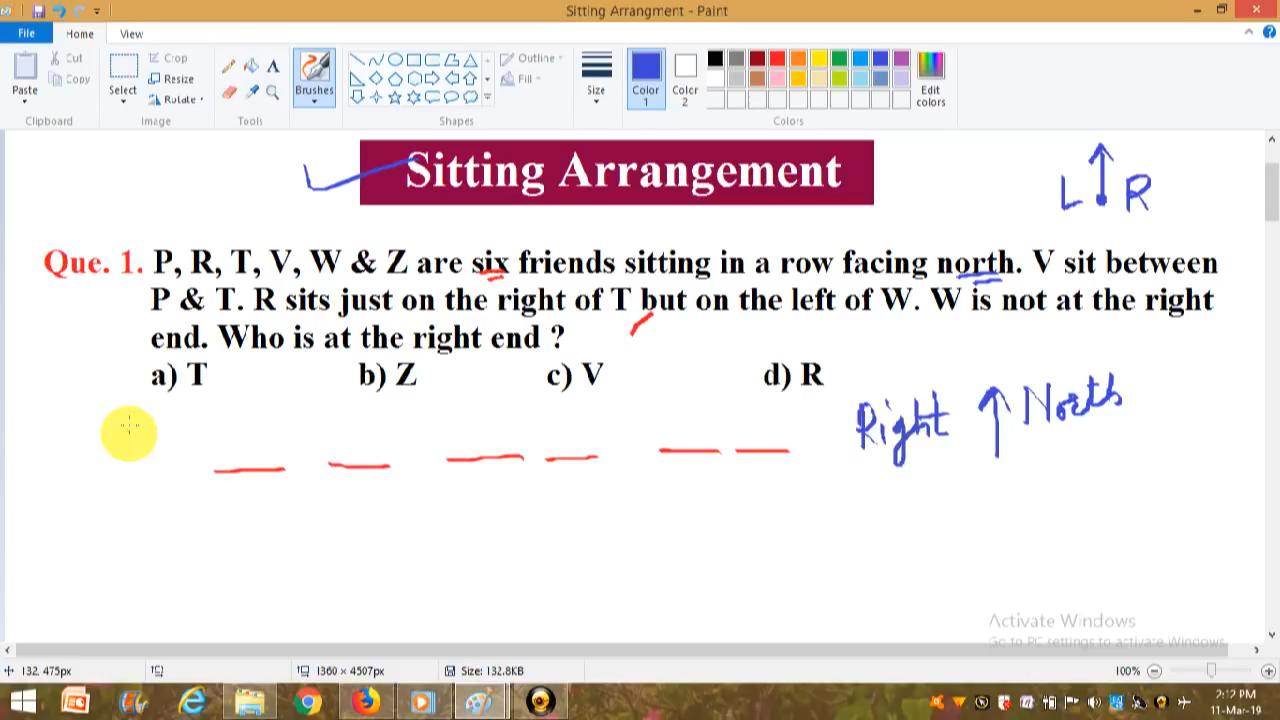 Sitting Arrangment - Paint
File Home View
Cut
Copy
Paste
Clipboard
Crop
Resize
Rotate
Select
Image
Tools
Brushes
Outline
Fill
Shapes
Size
Color 1
Color 2
Edit colors
Colors
Sitting Arrangement
L R
Que. 1. P, R, T, V, W & Z are six friends sitting in a row facing north. V sit between
P & T. R sits just on the right of T but on the left of W. W is not at the right
end. Who is at the right end ?
a) T b) Z c) V d) R
Right North
Activate Windows
Go to PC settings to activate Windows.
132, 475px 1360 × 4507px Size: 132.8KB 100%
2:12 PM
11-Mar-19